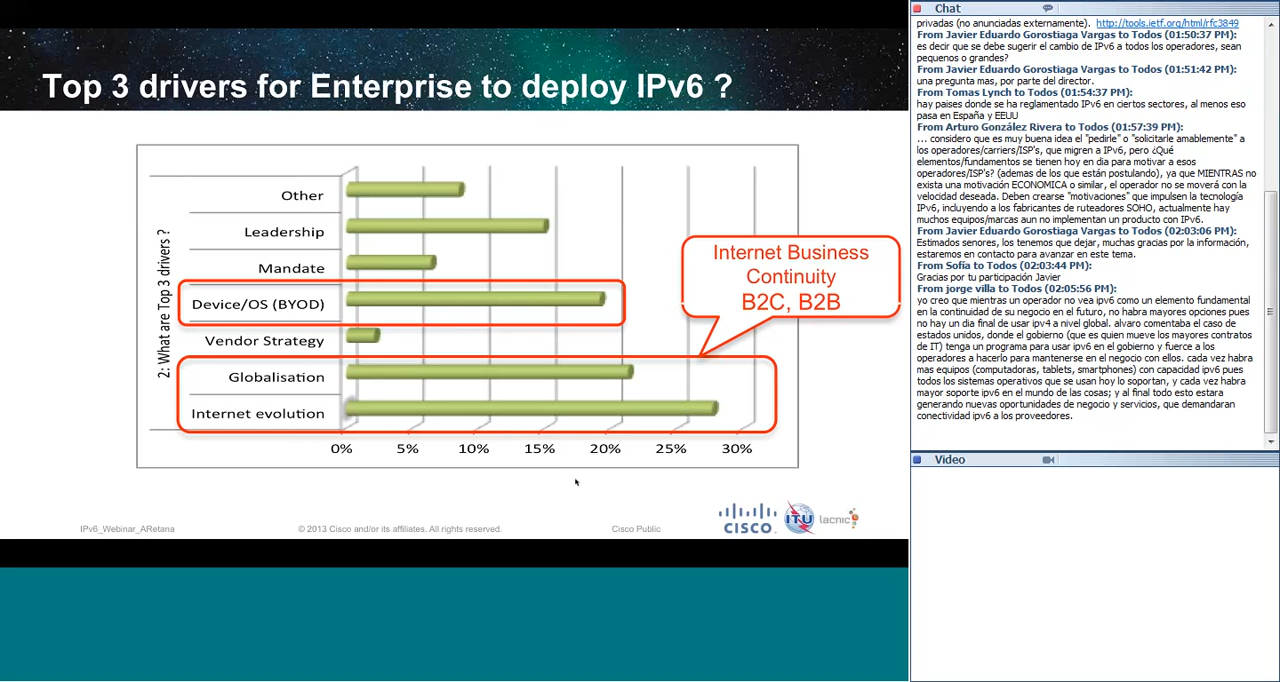 Top 3 drivers for Enterprise to deploy IPv6 ?
2: What are Top 3 drivers ?
Other
Leadership
Mandate
Device/OS (BYOD)
Vendor Strategy
Globalisation
Internet evolution
0% 5% 10% 15% 20% 25% 30%
Internet Business
Continuity
B2C, B2B
IPv6_Webinar_ARetana © 2013 Cisco and/or its affiliates. All rights reserved. Cisco Public
CISCO ITU lacnic
Chat
privadas (no anunciadas externamente). http://tools.ietf.org/html/rfc3849
From Javier Eduardo Gorostiaga Vargas to Todos (01:50:37 PM):
es decir que se debe sugerir el cambio de IPv6 a todos los operadores, sean
pequenos o grandes?
From Javier Eduardo Gorostiaga Vargas to Todos (01:51:42 PM):
una pregunta mas, por parte del director.
From Tomas Lynch to Todos (01:54:37 PM):
hay paises donde se ha reglamentado IPv6 en ciertos sectores, al menos eso
pasa en España y EEUU
From Arturo González Rivera to Todos (01:57:39 PM):
... considero que es muy buena idea el "pedirle" o "solicitarle amablemente" a
los operadores/carriers/ISP's, que migren a IPv6, pero ¿Qué
elementos/fundamentos se tienen hoy en dia para motivar a esos
operadores/ISP's? (ademas de los que están postulando), ya que MIENTRAS no
exista una motivación ECONOMICA o similar, el operador no se moverá con la
velocidad deseada. Deben crearse "motivaciones" que impulsen la tecnología
IPv6, incluyendo a los fabricantes de ruteadores SOHO, actualmente hay
muchos equipos/marcas aun no implementan un producto con IPv6.
From Javier Eduardo Gorostiaga Vargas to Todos (02:03:06 PM):
Estimados senores, los tenemos que dejar, muchas gracias por la información,
estaremos en contacto para avanzar en este tema.
From Sofía to Todos (02:03:44 PM):
Gracias por tu participación Javier
From jorge villa to Todos (02:05:56 PM):
yo creo que mientras un operador no vea ipv6 como un elemento fundamental
en la continuidad de su negocio en el futuro, no habra mayores opciones pues
no hay un dia final de usar ipv4 a nivel global. alvaro comentaba el caso de
estados unidos, donde el gobierno (que es quien mueve los mayores contratos
de IT) tenga un programa para usar ipv6 en el gobierno y fuerce a los
operadores a hacerlo para mantenerse en el negocio con ellos. cada vez habra
mas equipos (computadoras, tablets, smartphones) con capacidad ipv6 pues
todos los sistemas operativos que se usan hoy lo soportan, y cada vez habra
mayor soporte ipv6 en el mundo de las cosas; y al final todo esto estara
generando nuevas oportunidades de negocio y servicios, que demandaran
conectividad ipv6 a los proveedores.
Video